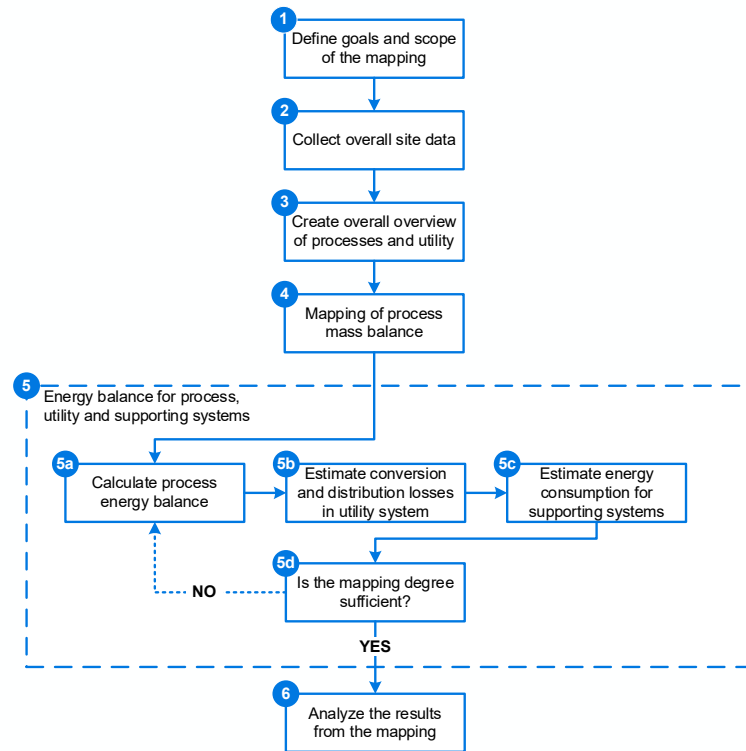 1
Define goals and scope
of the mapping
2
Collect overall site data
3
Create overall overview
of processes and utility
4
Mapping of process
mass balance
5
Energy balance for process,
utility and supporting systems
5a
Calculate process
energy balance
5b
Estimate conversion
and distribution losses
in utility system
5c
Estimate energy
consumption for
supporting systems
5d
Is the mapping degree
sufficient?
NO
YES
6
Analyze the results
from the mapping